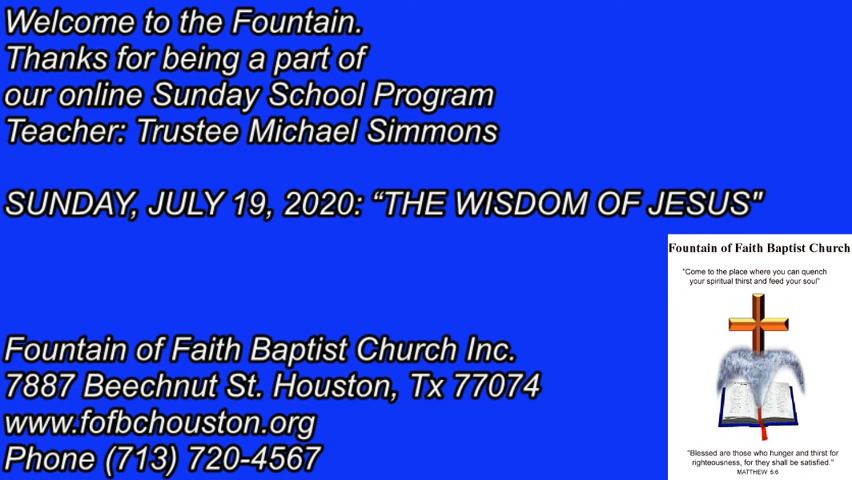 Welcome to the Fountain.
Thanks for being a part of
our online Sunday School Program
Teacher: Trustee Michael Simmons
SUNDAY, JULY 19, 2020: “THE WISDOM OF JESUS"
Fountain of Faith Baptist Church
"Come to the place where you can quench
your spiritual thirst and feed your soul"
Fountain of Faith Baptist Church Inc.
7887 Beechnut St. Houston, Tx 77074
www.fofbchouston.org
Phone (713) 720-4567
"Blessed are those who hunger and thirst for
righteousness, for they shall be satisfied."
MATTHEW 5:6